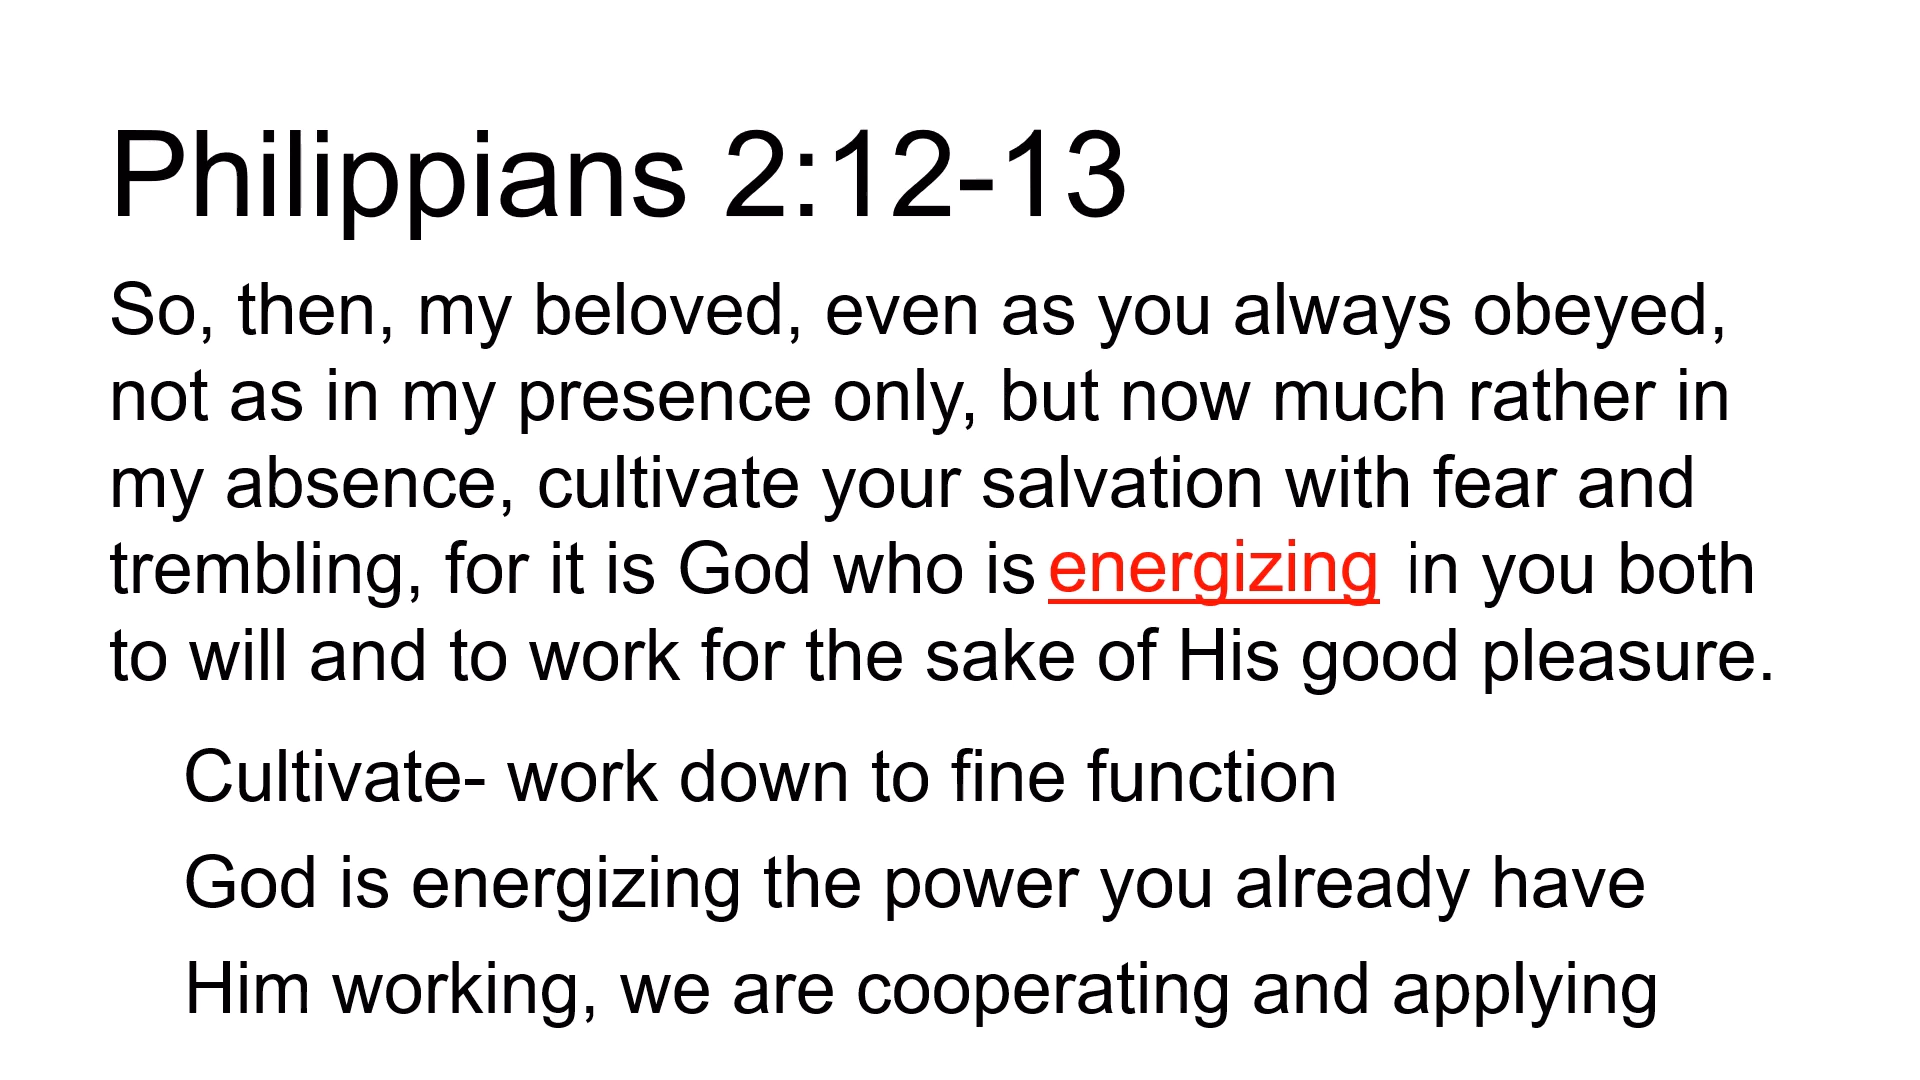 Philippians 2:12-13
So, then, my beloved, even as you always obeyed,
not as in my presence only, but now much rather in
my absence, cultivate your salvation with fear and
trembling, for it is God who is energizing in you both
to will and to work for the sake of His good pleasure.
Cultivate- work down to fine function
God is energizing the power you already have
Him working, we are cooperating and applying